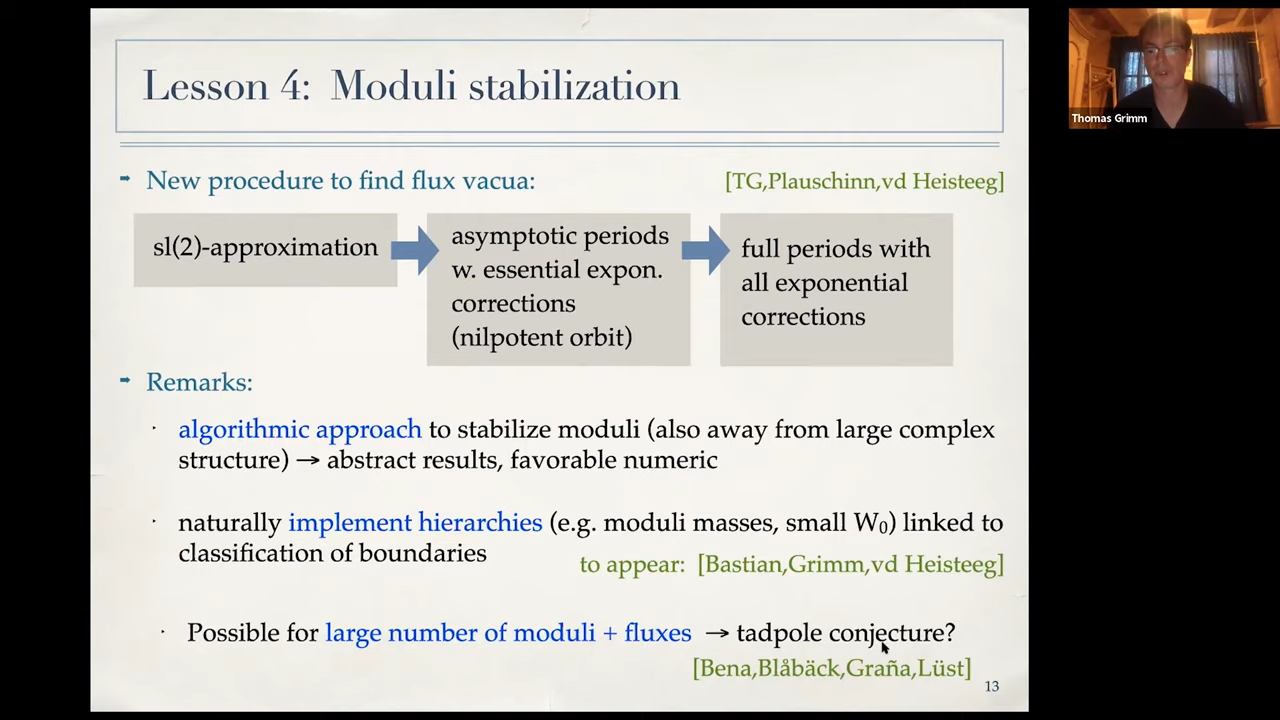 Lesson 4: Moduli stabilization
New procedure to find flux vacua:
[TG,Plauschinn,vd Heisteeg]
sl(2)-approximation
asymptotic periods
w. essential expon.
corrections
(nilpotent orbit)
full periods with
all exponential
corrections
Remarks:
algorithmic approach to stabilize moduli (also away from large complex
structure) → abstract results, favorable numeric
naturally implement hierarchies (e.g. moduli masses, small W₀) linked to
classification of boundaries
to appear: [Bastian,Grimm,vd Heisteeg]
Possible for large number of moduli + fluxes → tadpole conjecture?
[Bena,Blåbäck,Graña,Lüst]
13
Thomas Grimm